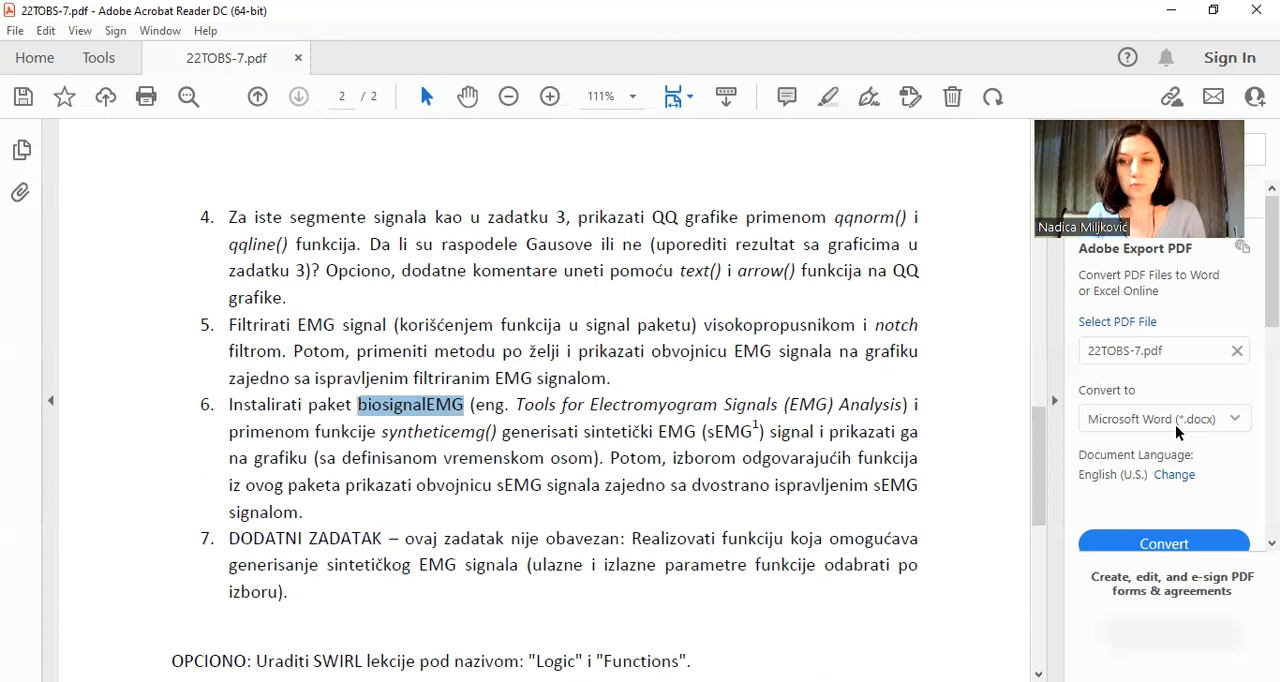 22TOBS-7.pdf - Adobe Acrobat Reader DC (64-bit)
File Edit View Sign Window Help
Home Tools 22TOBS-7.pdf × Sign In
2 / 2 111%
4. Za iste segmente signala kao u zadatku 3, prikazati QQ grafike primenom qqnorm() i
qqline() funkcija. Da li su raspodele Gausove ili ne (uporediti rezultat sa graficima u
zadatku 3)? Opciono, dodatne komentare uneti pomoću text() i arrow() funkcija na QQ
grafike.
5. Filtrirati EMG signal (korišćenjem funkcija u signal paketu) visokopropusnikom i notch
filtrom. Potom, primeniti metodu po želji i prikazati obvojnicu EMG signala na grafiku
zajedno sa ispravljenim filtriranim EMG signalom.
6. Instalirati paket biosignalEMG (eng. Tools for Electromyogram Signals (EMG) Analysis) i
primenom funkcije syntheticemg() generisati sintetički EMG (sEMG1) signal i prikazati ga
na grafiku (sa definisanom vremenskom osom). Potom, izborom odgovarajućih funkcija
iz ovog paketa prikazati obvojnicu sEMG signala zajedno sa dvostrano ispravljenim sEMG
signalom.
7. DODATNI ZADATAK – ovaj zadatak nije obavezan: Realizovati funkciju koja omogućava
generisanje sintetičkog EMG signala (ulazne i izlazne parametre funkcije odabrati po
izboru).
OPCIONO: Uraditi SWIRL lekcije pod nazivom: "Logic" i "Functions".
Nadica Miljković
Adobe Export PDF
Convert PDF Files to Word
or Excel Online
Select PDF File
22TOBS-7.pdf
Convert to
Microsoft Word (*.docx)
Document Language:
English (U.S.) Change
Convert
Create, edit, and e-sign PDF
forms & agreements